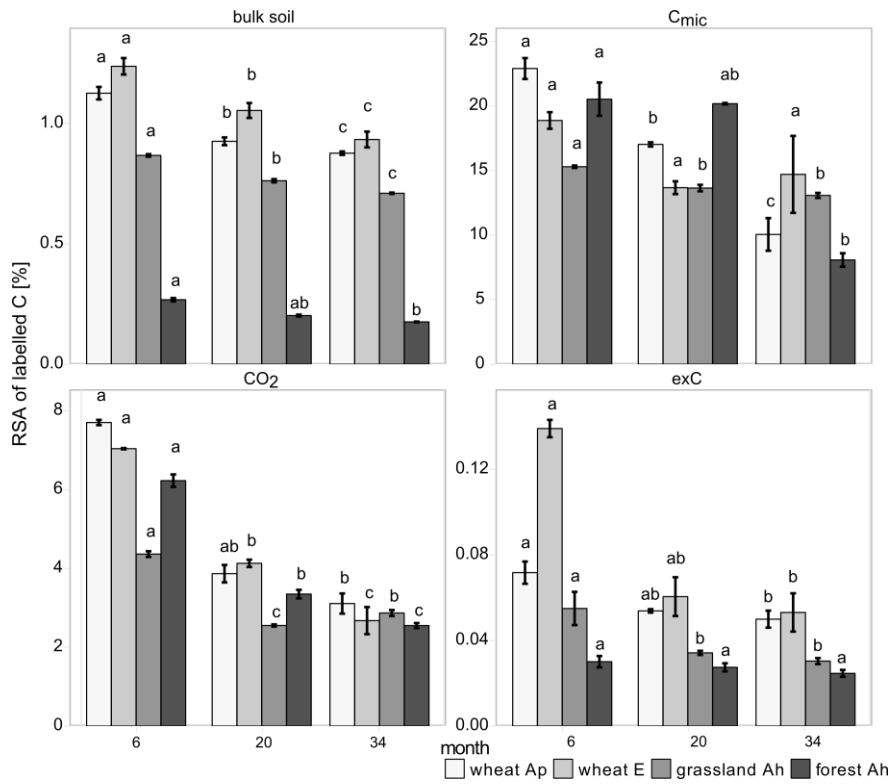 bulk soil
Cmic
RSA of labelled C [%]
1.0
0.5
0.0
a a a a
b b b ab
c c c b
25
20
15
10
5
0
a a a a
b a b ab
c a b b
CO2
exC
8
6
4
2
0
a a a a
ab b c b
b c b c
0.12
0.08
0.04
0.00
a a a a
ab ab b a
b b b a
6 20 34 month 6 20 34
wheat Ap wheat E grassland Ah forest Ah